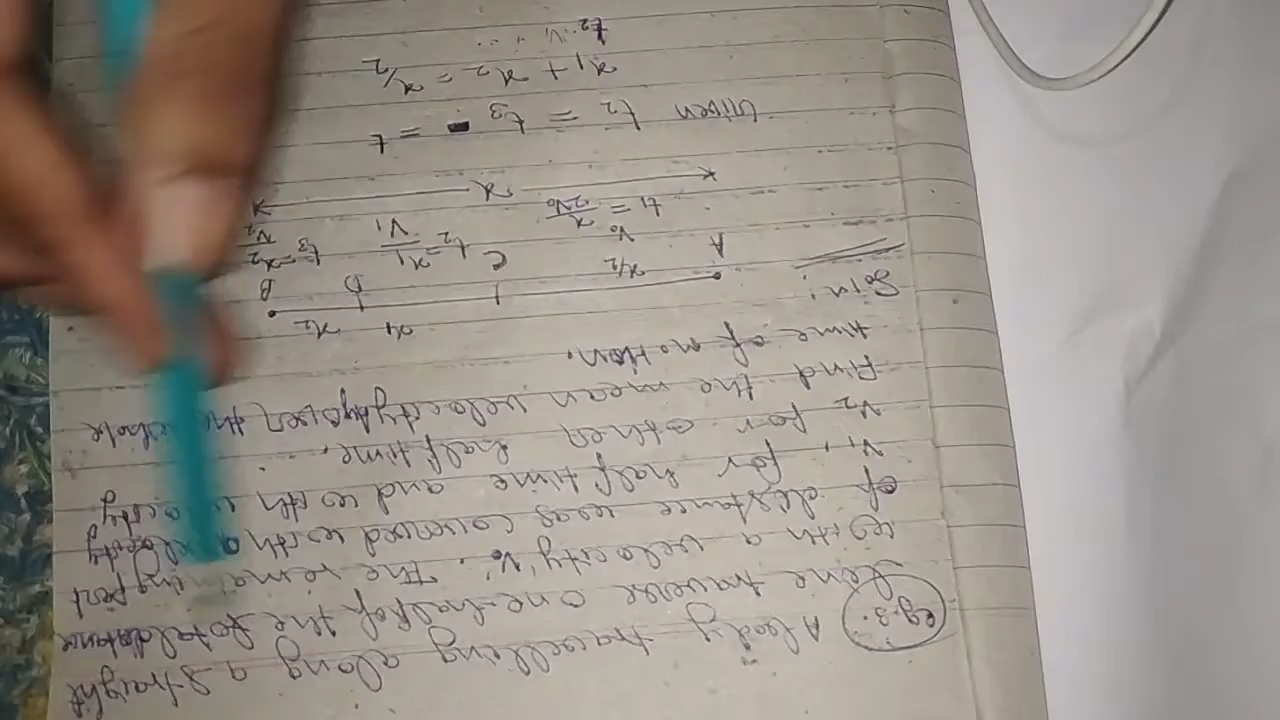 eg.3. A body travelling along a straight
line traverse one-half of the total distance
with a velocity 'v₀'. The remaining part
of distance was covered with a velocity
v₁, for half time and with velocity
v₂ for other half time.
Find the mean velocity over the whole
time of motion.
Soln:
x/2 x₁ x₂
A C D B
v₀
t₁ = x/2v₀ t₂ = x₁/v₁ t₃ = x₂/v₂
x
Given t₂ = t₃ = t
x₁ + x₂ = x/2